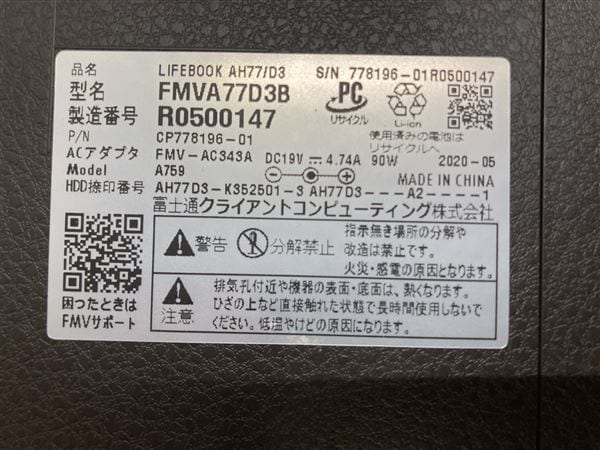 品名 LIFEBOOK AH77/D3 S/N 778196-01R0500147
型名 FMVA77D3B
製造番号 R0500147
P/N CP778196-01
ACアダプタ FMV-AC343A DC19V 4.74A 90W 2020-05
Model A759 MADE IN CHINA
HDD捺印番号 AH77D3-K352501-3 AH77D3---A2----1
富士通クライアントコンピューティング株式会社
PC
リサイクル
Li-ion
使用済みの電池は
リサイクルへ
警告 分解禁止
指示無き場所の分解や
改造は禁止です。
火災・感電の原因となります。
注意
排気孔付近や機器の表面・底面は、熱くなります。
ひざの上など直接触れた状態で長時間使用しないで
ください。低温やけどの原因になります。
困ったときは
FMVサポート